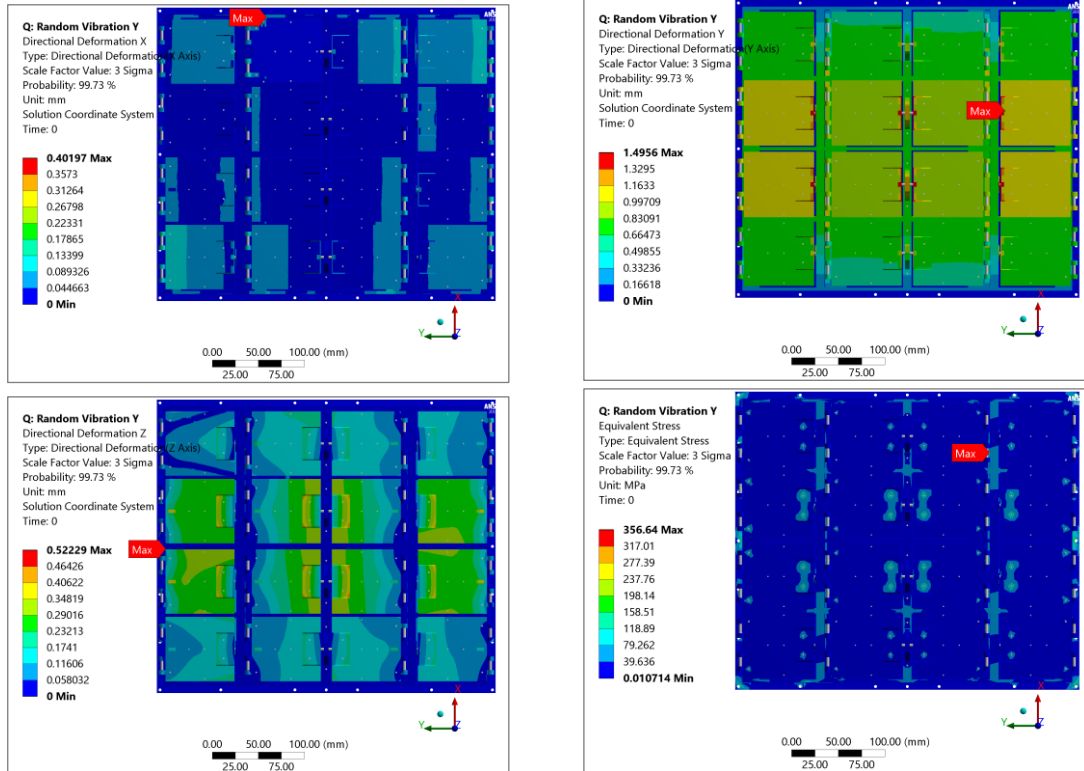 Q: Random Vibration Y
Directional Deformation X
Type: Directional Deformation(X Axis)
Scale Factor Value: 3 Sigma
Probability: 99.73 %
Unit: mm
Solution Coordinate System
Time: 0
0.40197 Max
0.3573
0.31264
0.26798
0.22331
0.17865
0.13399
0.089326
0.044663
0 Min
Max
AN
X
Y
Z
0.00 50.00 100.00 (mm)
25.00 75.00
Q: Random Vibration Y
Directional Deformation Y
Type: Directional Deformation(Y Axis)
Scale Factor Value: 3 Sigma
Probability: 99.73 %
Unit: mm
Solution Coordinate System
Time: 0
1.4956 Max
1.3295
1.1633
0.99709
0.83091
0.66473
0.49855
0.33236
0.16618
0 Min
Max
ANS
X
Y
Z
0.00 50.00 100.00 (mm)
25.00 75.00
Q: Random Vibration Y
Directional Deformation Z
Type: Directional Deformation(Z Axis)
Scale Factor Value: 3 Sigma
Probability: 99.73 %
Unit: mm
Solution Coordinate System
Time: 0
0.52229 Max
0.46426
0.40622
0.34819
0.29016
0.23213
0.1741
0.11606
0.058032
0 Min
Max
AN
X
Y
Z
0.00 50.00 100.00 (mm)
25.00 75.00
Q: Random Vibration Y
Equivalent Stress
Type: Equivalent Stress
Scale Factor Value: 3 Sigma
Probability: 99.73 %
Unit: MPa
Time: 0
356.64 Max
317.01
277.39
237.76
198.14
158.51
118.89
79.262
39.636
0.010714 Min
Max
ANS
X
Y
Z
0.00 50.00 100.00 (mm)
25.00 75.00